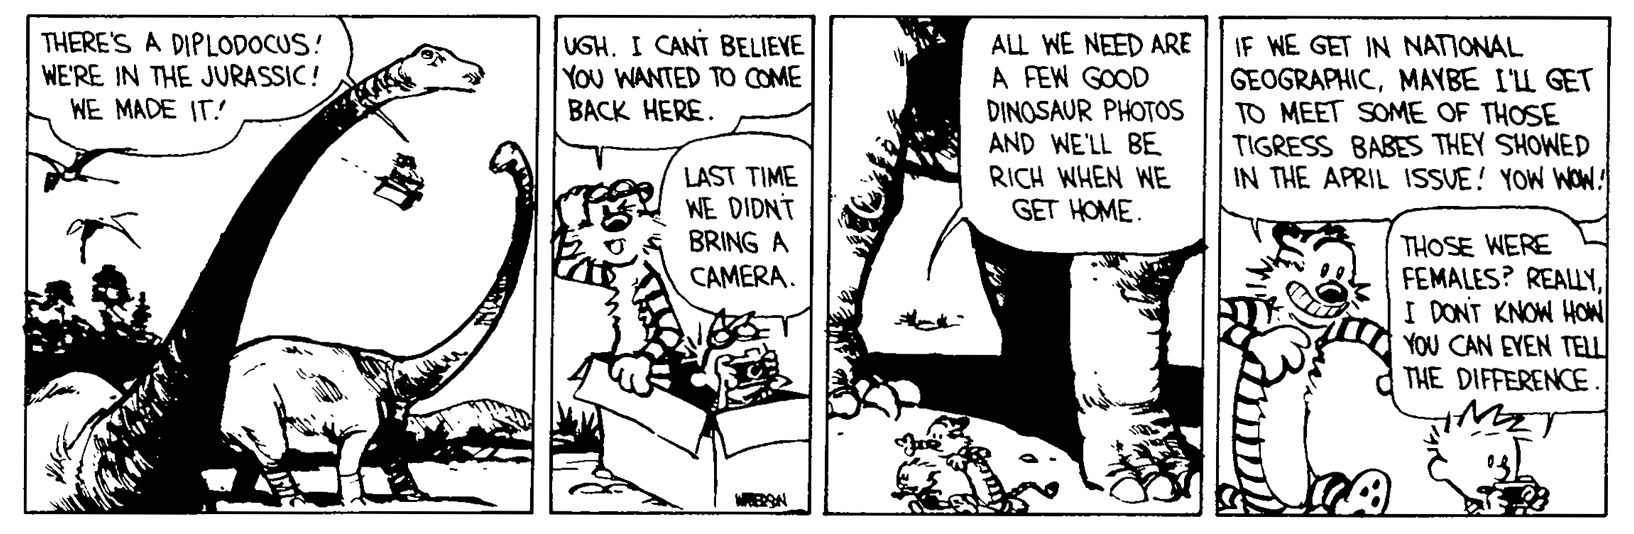 THERE'S A DIPLODOCUS!
WE'RE IN THE JURASSIC!
WE MADE IT!
UGH. I CAN'T BELIEVE
YOU WANTED TO COME
BACK HERE.
LAST TIME
WE DIDN'T
BRING A
CAMERA.
WATTERSON
ALL WE NEED ARE
A FEW GOOD
DINOSAUR PHOTOS
AND WE'LL BE
RICH WHEN WE
GET HOME.
IF WE GET IN NATIONAL
GEOGRAPHIC, MAYBE I'LL GET
TO MEET SOME OF THOSE
TIGRESS BABES THEY SHOWED
IN THE APRIL ISSUE! YOW WOW!
THOSE WERE
FEMALES? REALLY,
I DON'T KNOW HOW
YOU CAN EVEN TELL
THE DIFFERENCE.